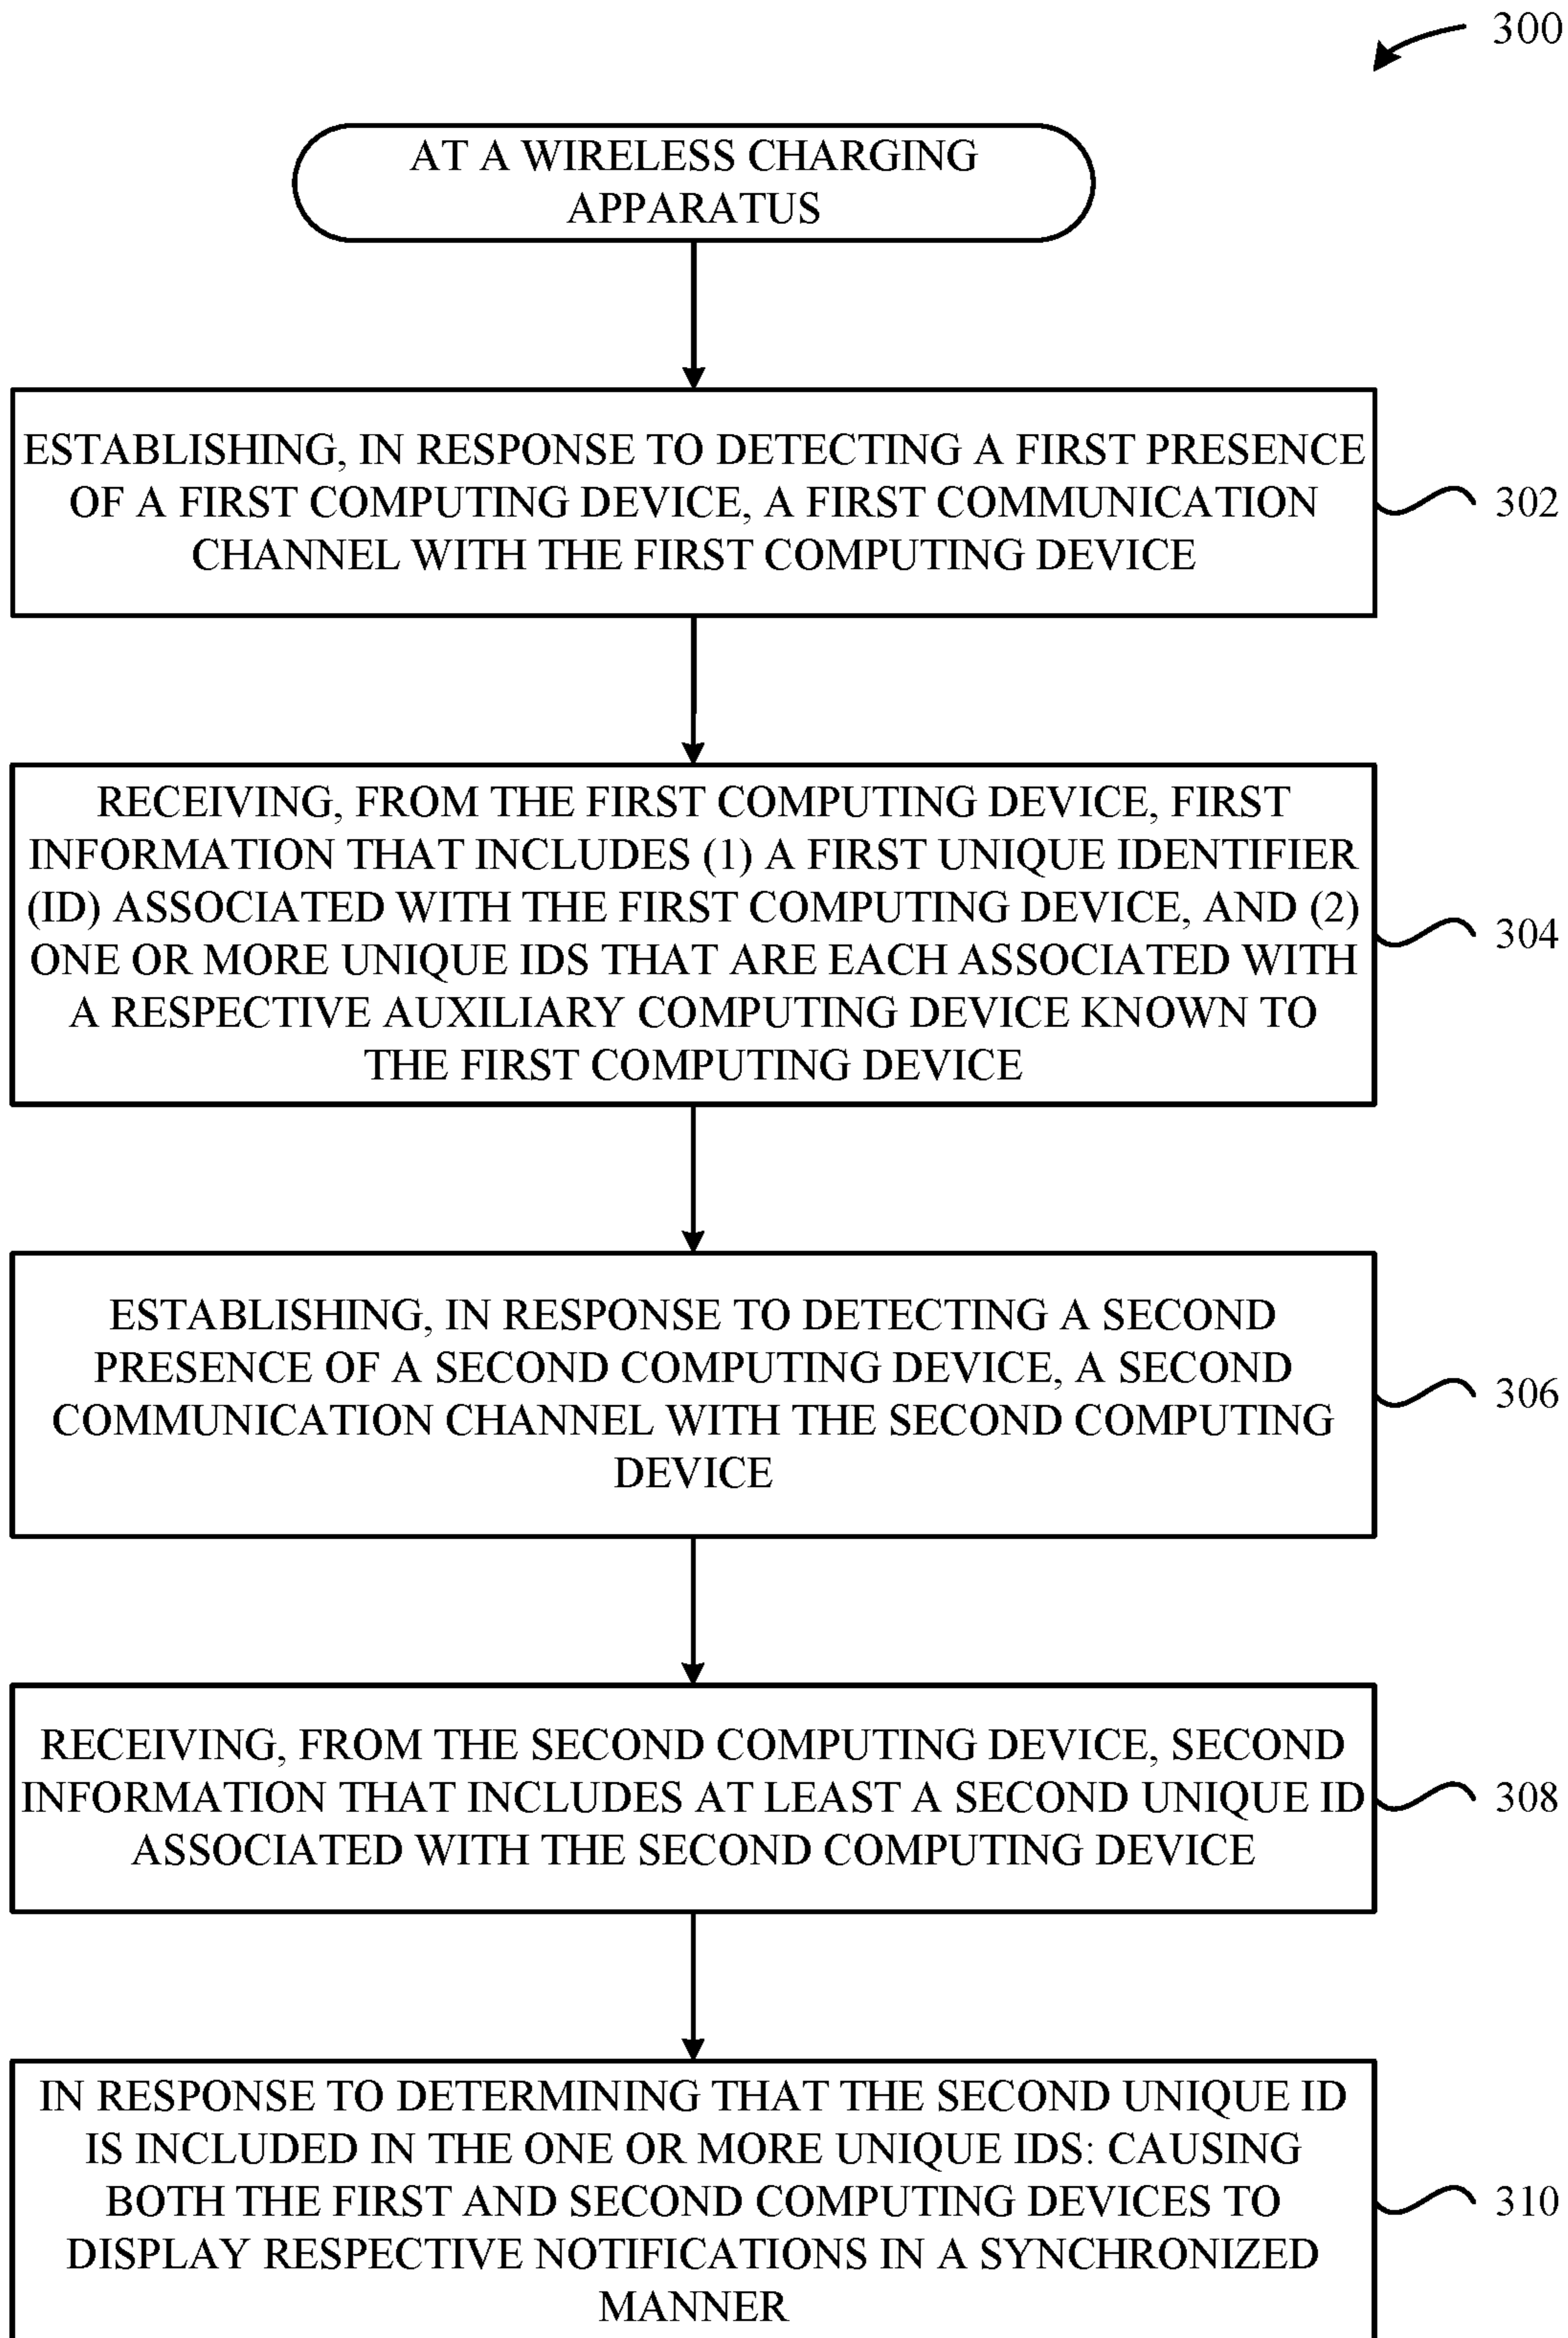 300
AT A WIRELESS CHARGING
APPARATUS
ESTABLISHING, IN RESPONSE TO DETECTING A FIRST PRESENCE
OF A FIRST COMPUTING DEVICE, A FIRST COMMUNICATION
CHANNEL WITH THE FIRST COMPUTING DEVICE
302
RECEIVING, FROM THE FIRST COMPUTING DEVICE, FIRST
INFORMATION THAT INCLUDES (1) A FIRST UNIQUE IDENTIFIER
(ID) ASSOCIATED WITH THE FIRST COMPUTING DEVICE, AND (2)
ONE OR MORE UNIQUE IDS THAT ARE EACH ASSOCIATED WITH
A RESPECTIVE AUXILIARY COMPUTING DEVICE KNOWN TO
THE FIRST COMPUTING DEVICE
304
ESTABLISHING, IN RESPONSE TO DETECTING A SECOND
PRESENCE OF A SECOND COMPUTING DEVICE, A SECOND
COMMUNICATION CHANNEL WITH THE SECOND COMPUTING
DEVICE
306
RECEIVING, FROM THE SECOND COMPUTING DEVICE, SECOND
INFORMATION THAT INCLUDES AT LEAST A SECOND UNIQUE ID
ASSOCIATED WITH THE SECOND COMPUTING DEVICE
308
IN RESPONSE TO DETERMINING THAT THE SECOND UNIQUE ID
IS INCLUDED IN THE ONE OR MORE UNIQUE IDS: CAUSING
BOTH THE FIRST AND SECOND COMPUTING DEVICES TO
DISPLAY RESPECTIVE NOTIFICATIONS IN A SYNCHRONIZED
MANNER
310